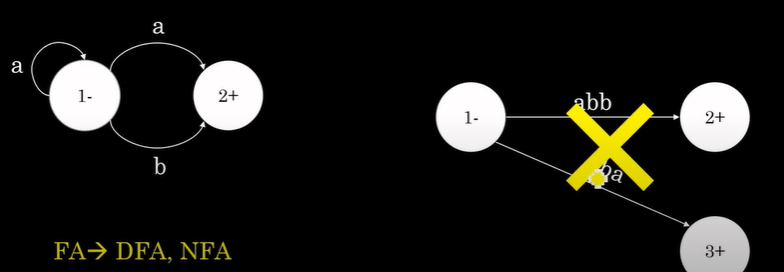 a
a
1-
2+
b
abb
1-
2+
3+
FA→ DFA, NFA